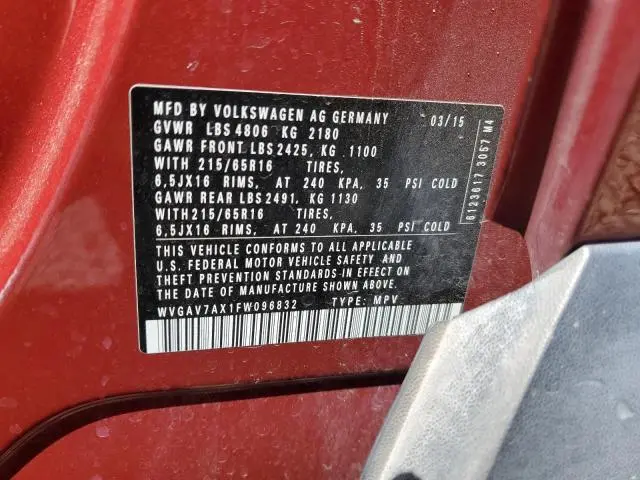 MFD BY VOLKSWAGEN AG GERMANY 03/15
GVWR LBS 4806 KG 2180
GAWR FRONT LBS 2425, KG 1100
WITH 215/65R16 TIRES,
6,5JX16 RIMS, AT 240 KPA, 35 PSI COLD
GAWR REAR LBS 2491, KG 1130
WITH 215/65R16 TIRES,
6,5JX16 RIMS, AT 240 KPA, 35 PSI COLD
THIS VEHICLE CONFORMS TO ALL APPLICABLE
U.S. FEDERAL MOTOR VEHICLE SAFETY AND
THEFT PREVENTION STANDARDS IN EFFECT ON
THE DATE OF MANUFACTURE SHOWN ABOVE.
WVGAV7AX1FW096832 TYPE: MPV
6123617 3057 M4